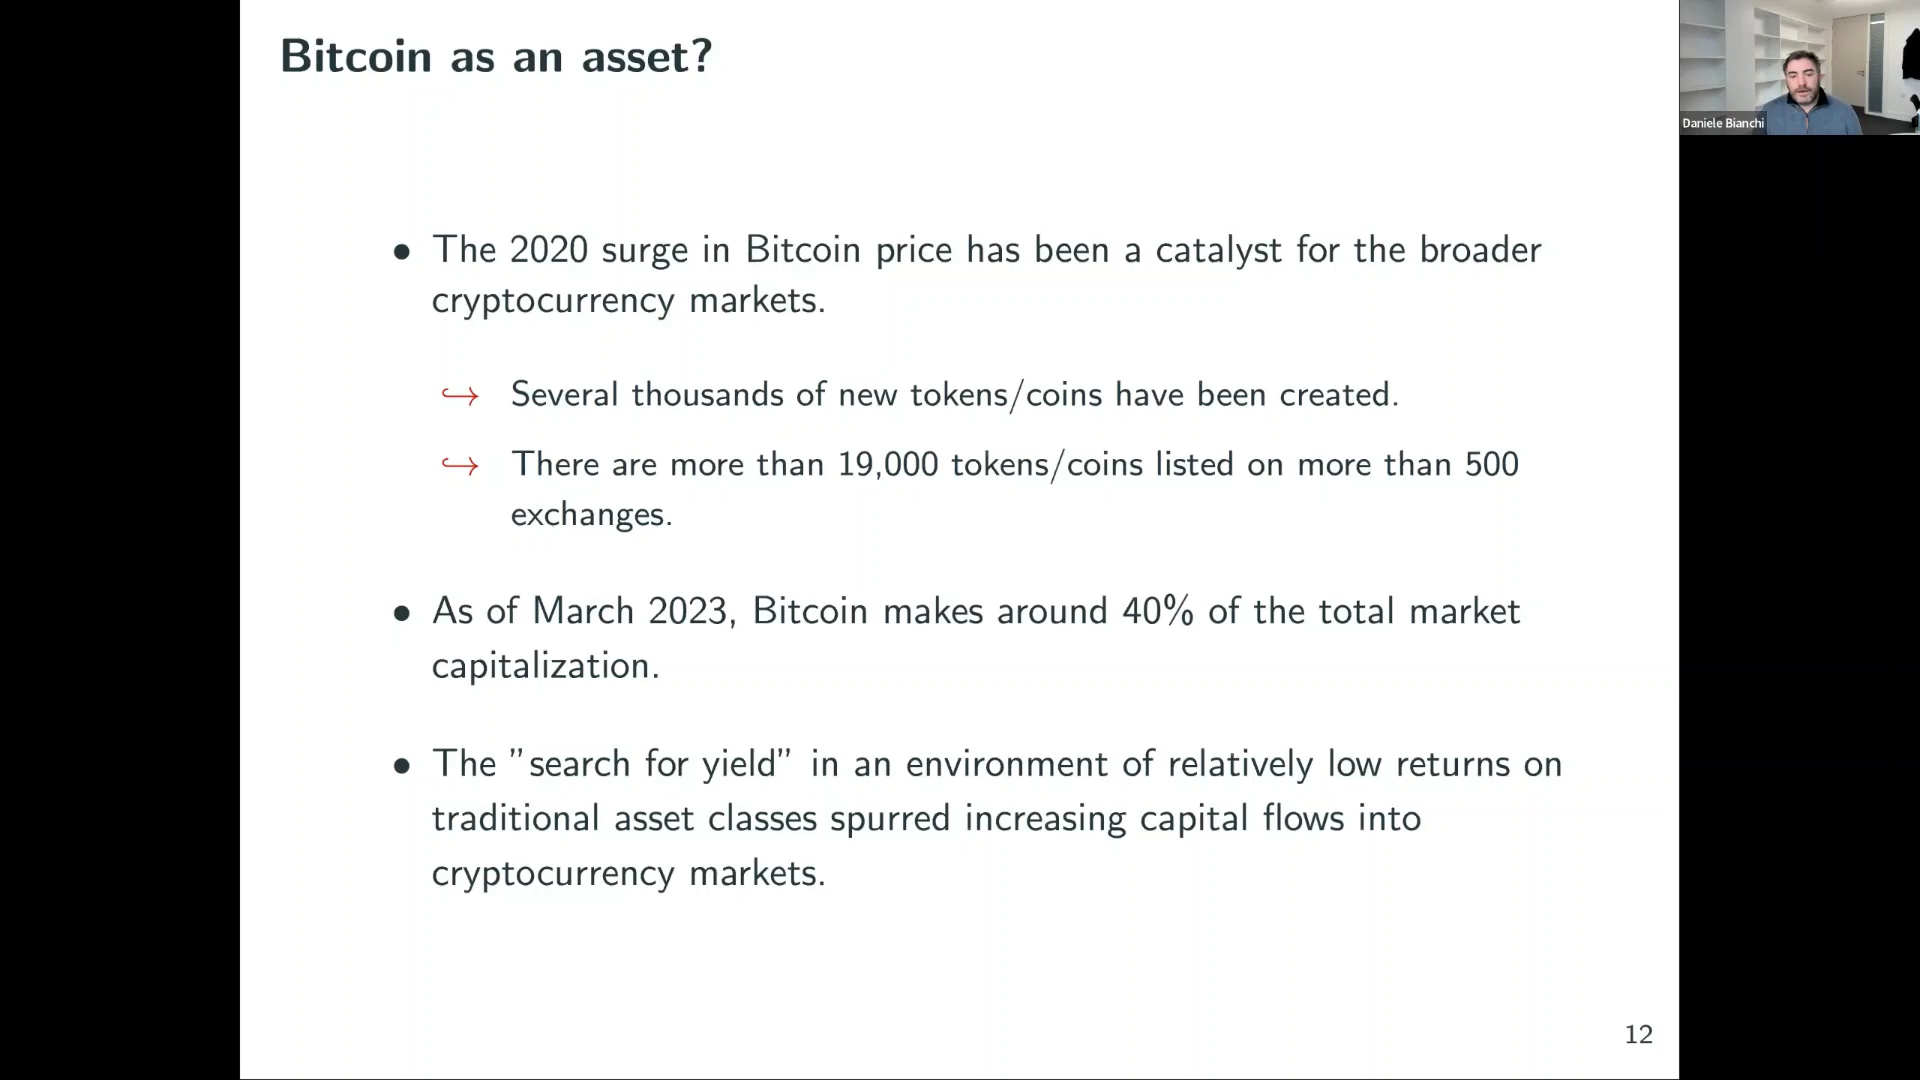 Bitcoin as an asset?
Daniele Bianchi
• The 2020 surge in Bitcoin price has been a catalyst for the broader
cryptocurrency markets.
↪ Several thousands of new tokens/coins have been created.
↪ There are more than 19,000 tokens/coins listed on more than 500
exchanges.
• As of March 2023, Bitcoin makes around 40% of the total market
capitalization.
• The ”search for yield” in an environment of relatively low returns on
traditional asset classes spurred increasing capital flows into
cryptocurrency markets.
12